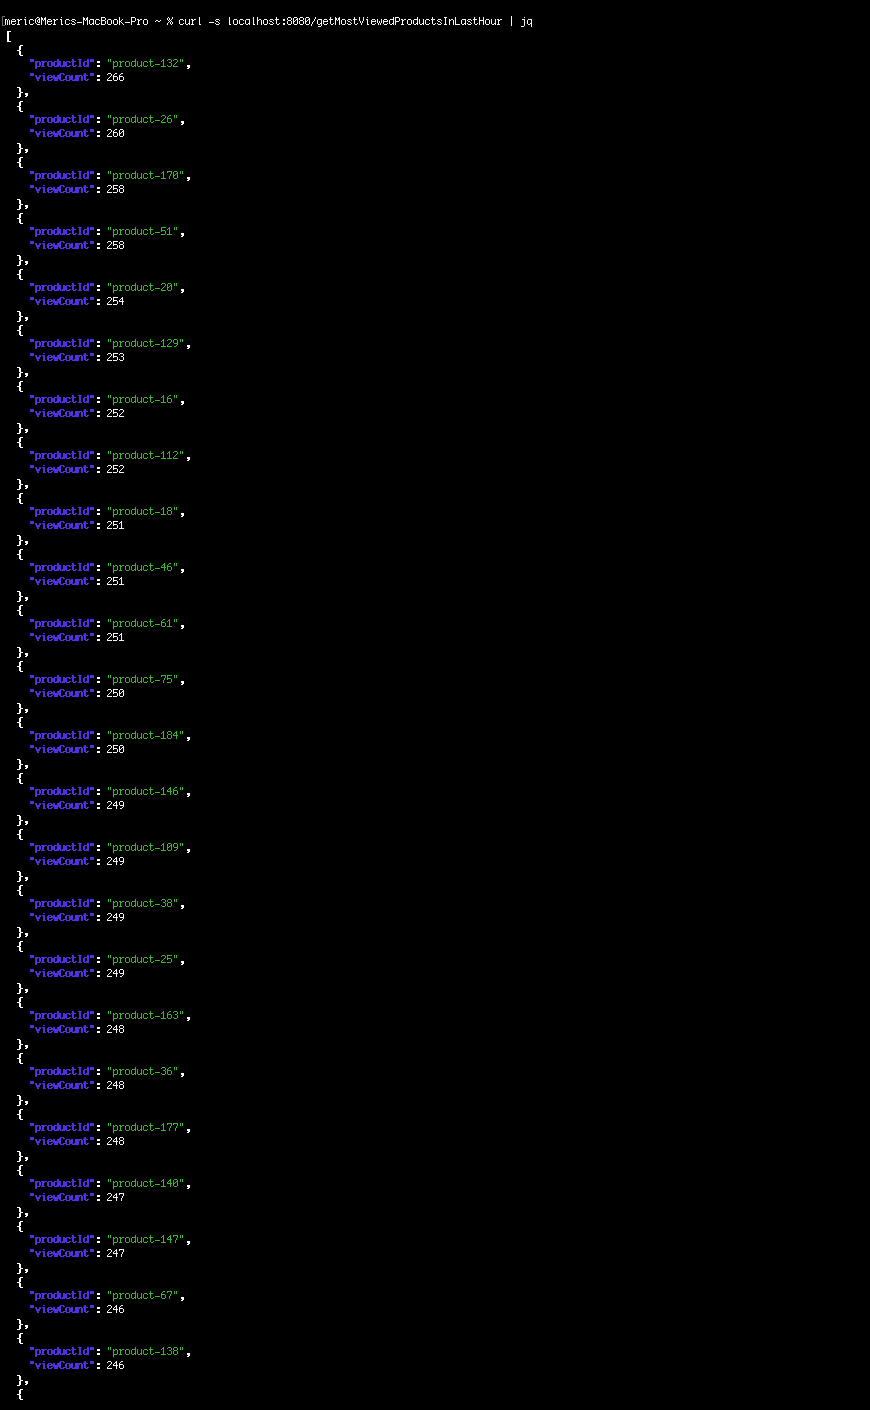 [meric@Merics-MacBook-Pro ~ % curl -s localhost:8080/getMostViewedProductsInLastHour | jq
[
  {
    "productId": "product-132",
    "viewCount": 266
  },
  {
    "productId": "product-26",
    "viewCount": 260
  },
  {
    "productId": "product-170",
    "viewCount": 258
  },
  {
    "productId": "product-51",
    "viewCount": 258
  },
  {
    "productId": "product-20",
    "viewCount": 254
  },
  {
    "productId": "product-129",
    "viewCount": 253
  },
  {
    "productId": "product-16",
    "viewCount": 252
  },
  {
    "productId": "product-112",
    "viewCount": 252
  },
  {
    "productId": "product-18",
    "viewCount": 251
  },
  {
    "productId": "product-46",
    "viewCount": 251
  },
  {
    "productId": "product-61",
    "viewCount": 251
  },
  {
    "productId": "product-75",
    "viewCount": 250
  },
  {
    "productId": "product-184",
    "viewCount": 250
  },
  {
    "productId": "product-146",
    "viewCount": 249
  },
  {
    "productId": "product-109",
    "viewCount": 249
  },
  {
    "productId": "product-38",
    "viewCount": 249
  },
  {
    "productId": "product-25",
    "viewCount": 249
  },
  {
    "productId": "product-163",
    "viewCount": 248
  },
  {
    "productId": "product-36",
    "viewCount": 248
  },
  {
    "productId": "product-177",
    "viewCount": 248
  },
  {
    "productId": "product-140",
    "viewCount": 247
  },
  {
    "productId": "product-147",
    "viewCount": 247
  },
  {
    "productId": "product-67",
    "viewCount": 246
  },
  {
    "productId": "product-138",
    "viewCount": 246
  },
  {